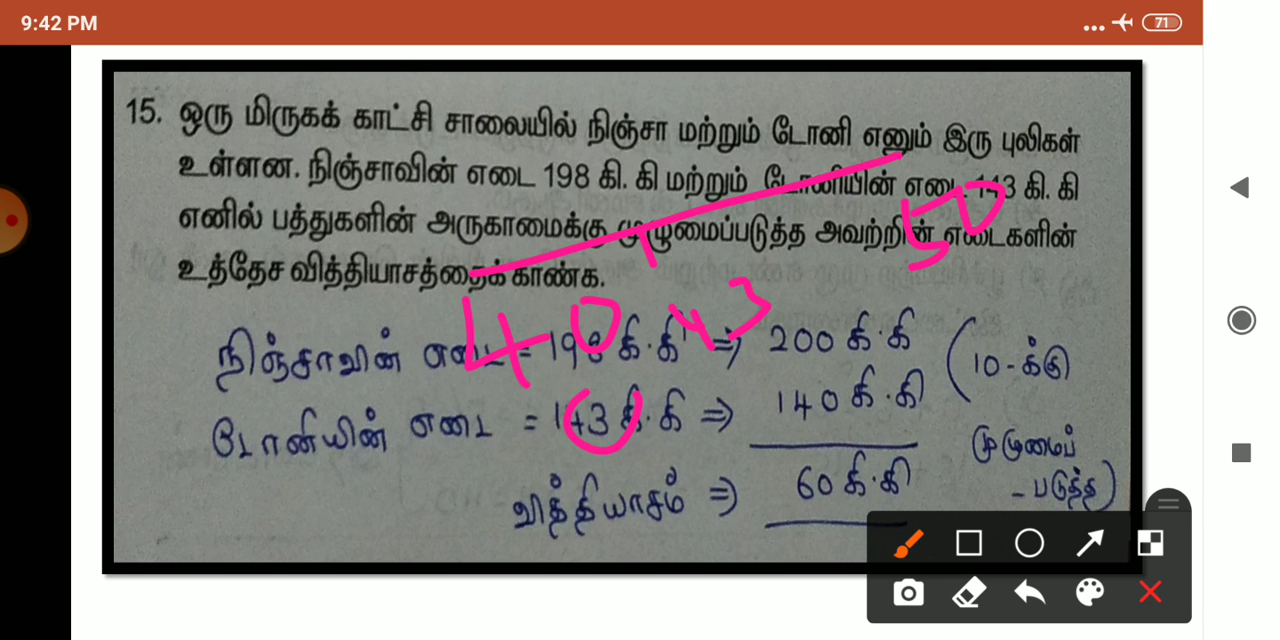 9:42 PM
71
15. ஒரு மிருகக் காட்சி சாலையில் நிஞ்சா மற்றும் டோனி எனும் இரு புலிகள்
உள்ளன. நிஞ்சாவின் எடை 198 கி. கி மற்றும் டோனியின் எடை 143 கி. கி
எனில் பத்துகளின் அருகாமைக்கு முழுமைப்படுத்த அவற்றின் எடைகளின்
உத்தேச வித்தியாசத்தைக் காண்க.
50
40 43
நிஞ்சாவின் எடை = 198 கி.கி => 200 கி.கி (10-க்கு
டோனியின் எடை = 143 கி.கி => 140 கி.கி முழுமைப்
வித்தியாசம் => 60 கி.கி -படுத்த)